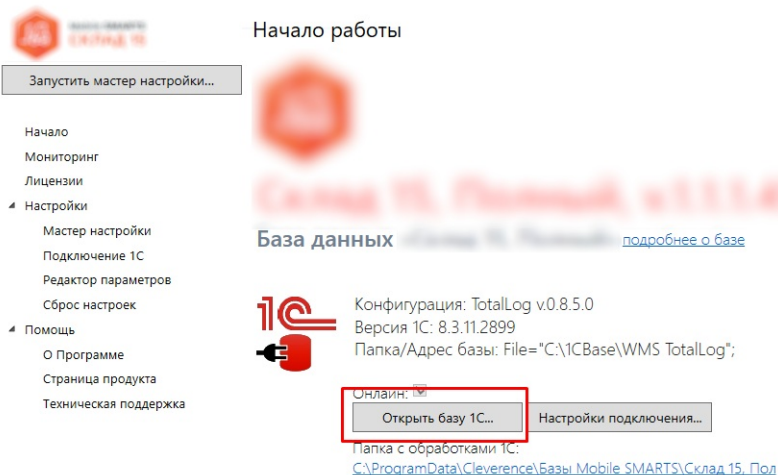 Начало работы
Запустить мастер настройки...
Начало
Мониторинг
Лицензии
Настройки
Мастер настройки
Подключение 1С
Редактор параметров
Сброс настроек
Помощь
О Программе
Страница продукта
Техническая поддержка
База данных
подробнее о базе
1С
Конфигурация: TotalLog v.0.8.5.0
Версия 1С: 8.3.11.2899
Папка/Адрес базы: File="C:\1CBase\WMS TotalLog";
Онлайн:
Открыть базу 1С...
Настройки подключения...
Папка с обработками 1С:
C:\ProgramData\Cleverence\Базы Mobile SMARTS\Склад 15, Пол